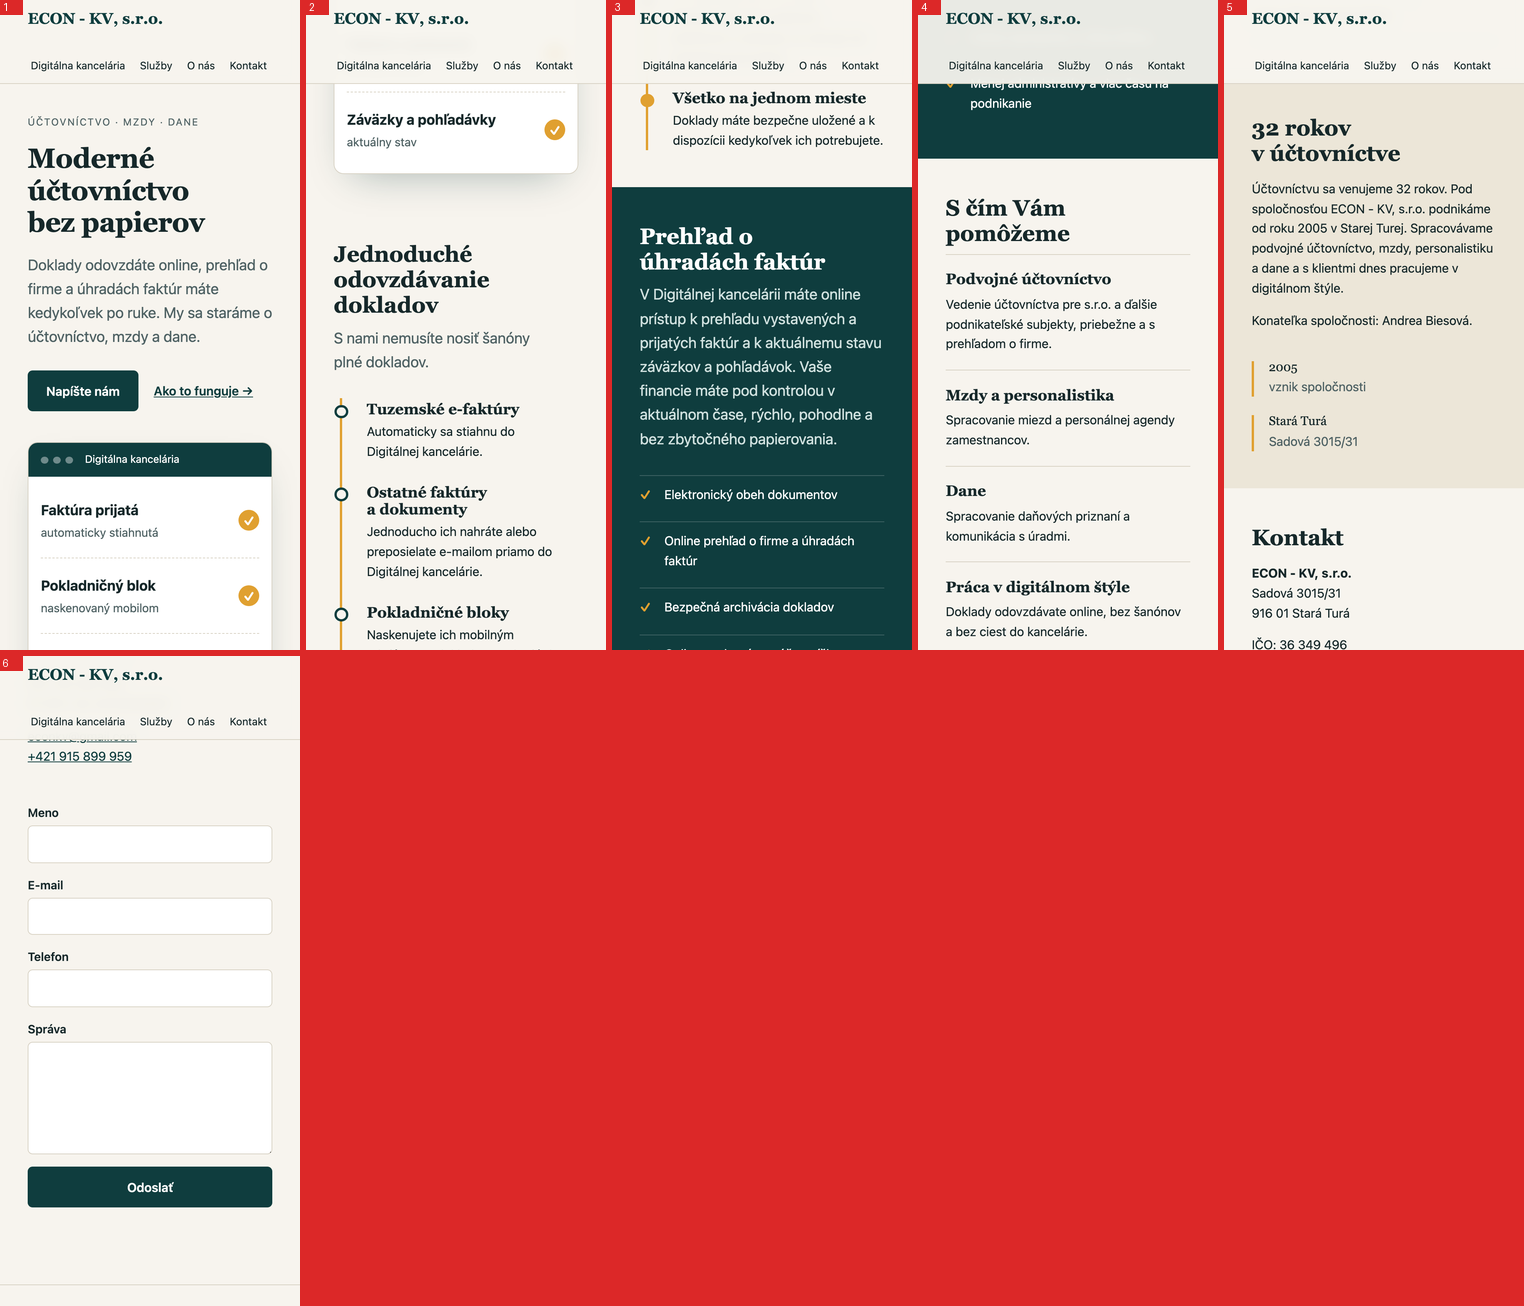 1
ECON - KV, s.r.o.
Digitálna kancelária Služby O nás Kontakt
ÚČTOVNÍCTVO · MZDY · DANE
Moderné
účtovníctvo
bez papierov
Doklady odovzdáte online, prehľad o
firme a úhradách faktúr máte
kedykoľvek po ruke. My sa staráme o
účtovníctvo, mzdy a dane.
Napíšte nám
Ako to funguje →
Digitálna kancelária
Faktúra prijatá
automaticky stiahnutá
Pokladničný blok
naskenovaný mobilom
2
ECON - KV, s.r.o.
Digitálna kancelária Služby O nás Kontakt
Záväzky a pohľadávky
aktuálny stav
Jednoduché
odovzdávanie
dokladov
S nami nemusíte nosiť šanóny
plné dokladov.
Tuzemské e-faktúry
Automaticky sa stiahnu do
Digitálnej kancelárie.
Ostatné faktúry
a dokumenty
Jednoducho ich nahráte alebo
preposielate e-mailom priamo do
Digitálnej kancelárie.
Pokladničné bloky
Naskenujete ich mobilným
3
ECON - KV, s.r.o.
Digitálna kancelária Služby O nás Kontakt
Všetko na jednom mieste
Doklady máte bezpečne uložené a k
dispozícii kedykoľvek ich potrebujete.
Prehľad o
úhradách faktúr
V Digitálnej kancelárii máte online
prístup k prehľadu vystavených a
prijatých faktúr a k aktuálnemu stavu
záväzkov a pohľadávok. Vaše
financie máte pod kontrolou v
aktuálnom čase, rýchlo, pohodlne a
bez zbytočného papierovania.
Elektronický obeh dokumentov
Online prehľad o firme a úhradách
faktúr
Bezpečná archivácia dokladov
4
ECON - KV, s.r.o.
Digitálna kancelária Služby O nás Kontakt
Menej administratívy a viac času na
podnikanie
S čím Vám
pomôžeme
Podvojné účtovníctvo
Vedenie účtovníctva pre s.r.o. a ďalšie
podnikateľské subjekty, priebežne a s
prehľadom o firme.
Mzdy a personalistika
Spracovanie miezd a personálnej agendy
zamestnancov.
Dane
Spracovanie daňových priznaní a
komunikácia s úradmi.
Práca v digitálnom štýle
Doklady odovzdávate online, bez šanónov
a bez ciest do kancelárie.
5
ECON - KV, s.r.o.
Digitálna kancelária Služby O nás Kontakt
32 rokov
v účtovníctve
Účtovníctvu sa venujeme 32 rokov. Pod
spoločnosťou ECON - KV, s.r.o. podnikáme
od roku 2005 v Starej Turej. Spracovávame
podvojné účtovníctvo, mzdy, personalistiku
a dane a s klientmi dnes pracujeme v
digitálnom štýle.
Konateľka spoločnosti: Andrea Biesová.
2005
vznik spoločnosti
Stará Turá
Sadová 3015/31
Kontakt
ECON - KV, s.r.o.
Sadová 3015/31
916 01 Stará Turá
IČO: 36 349 496
6
ECON - KV, s.r.o.
Digitálna kancelária Služby O nás Kontakt
+421 915 899 959
Meno
E-mail
Telefon
Správa
Odoslať